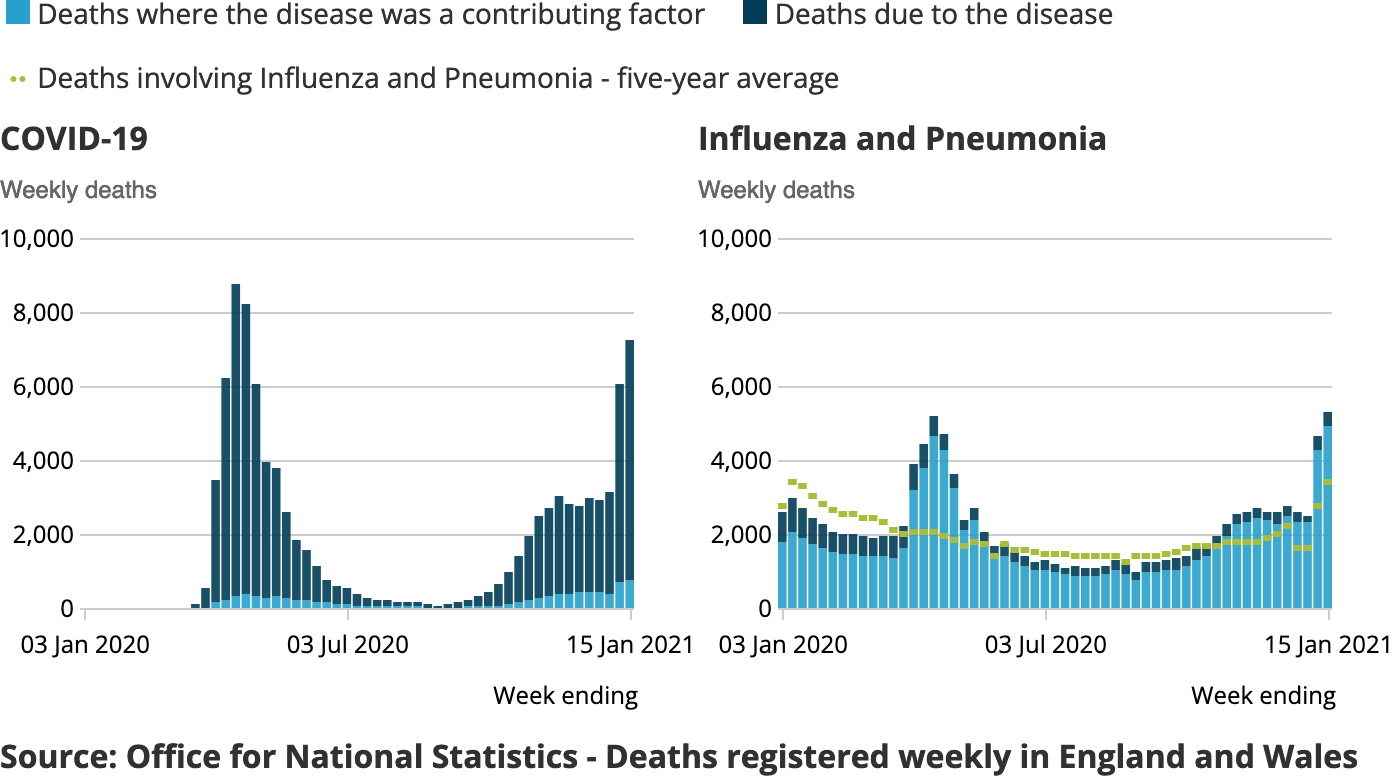 Deaths where the disease was a contributing factor Deaths due to the disease
Deaths involving Influenza and Pneumonia - five-year average
COVID-19
Weekly deaths
10,000
8,000
6,000
4,000
2,000
0
03 Jan 2020 03 Jul 2020 15 Jan 2021
Week ending
Influenza and Pneumonia
Weekly deaths
10,000
8,000
6,000
4,000
2,000
0
03 Jan 2020 03 Jul 2020 15 Jan 2021
Week ending
Source: Office for National Statistics - Deaths registered weekly in England and Wales